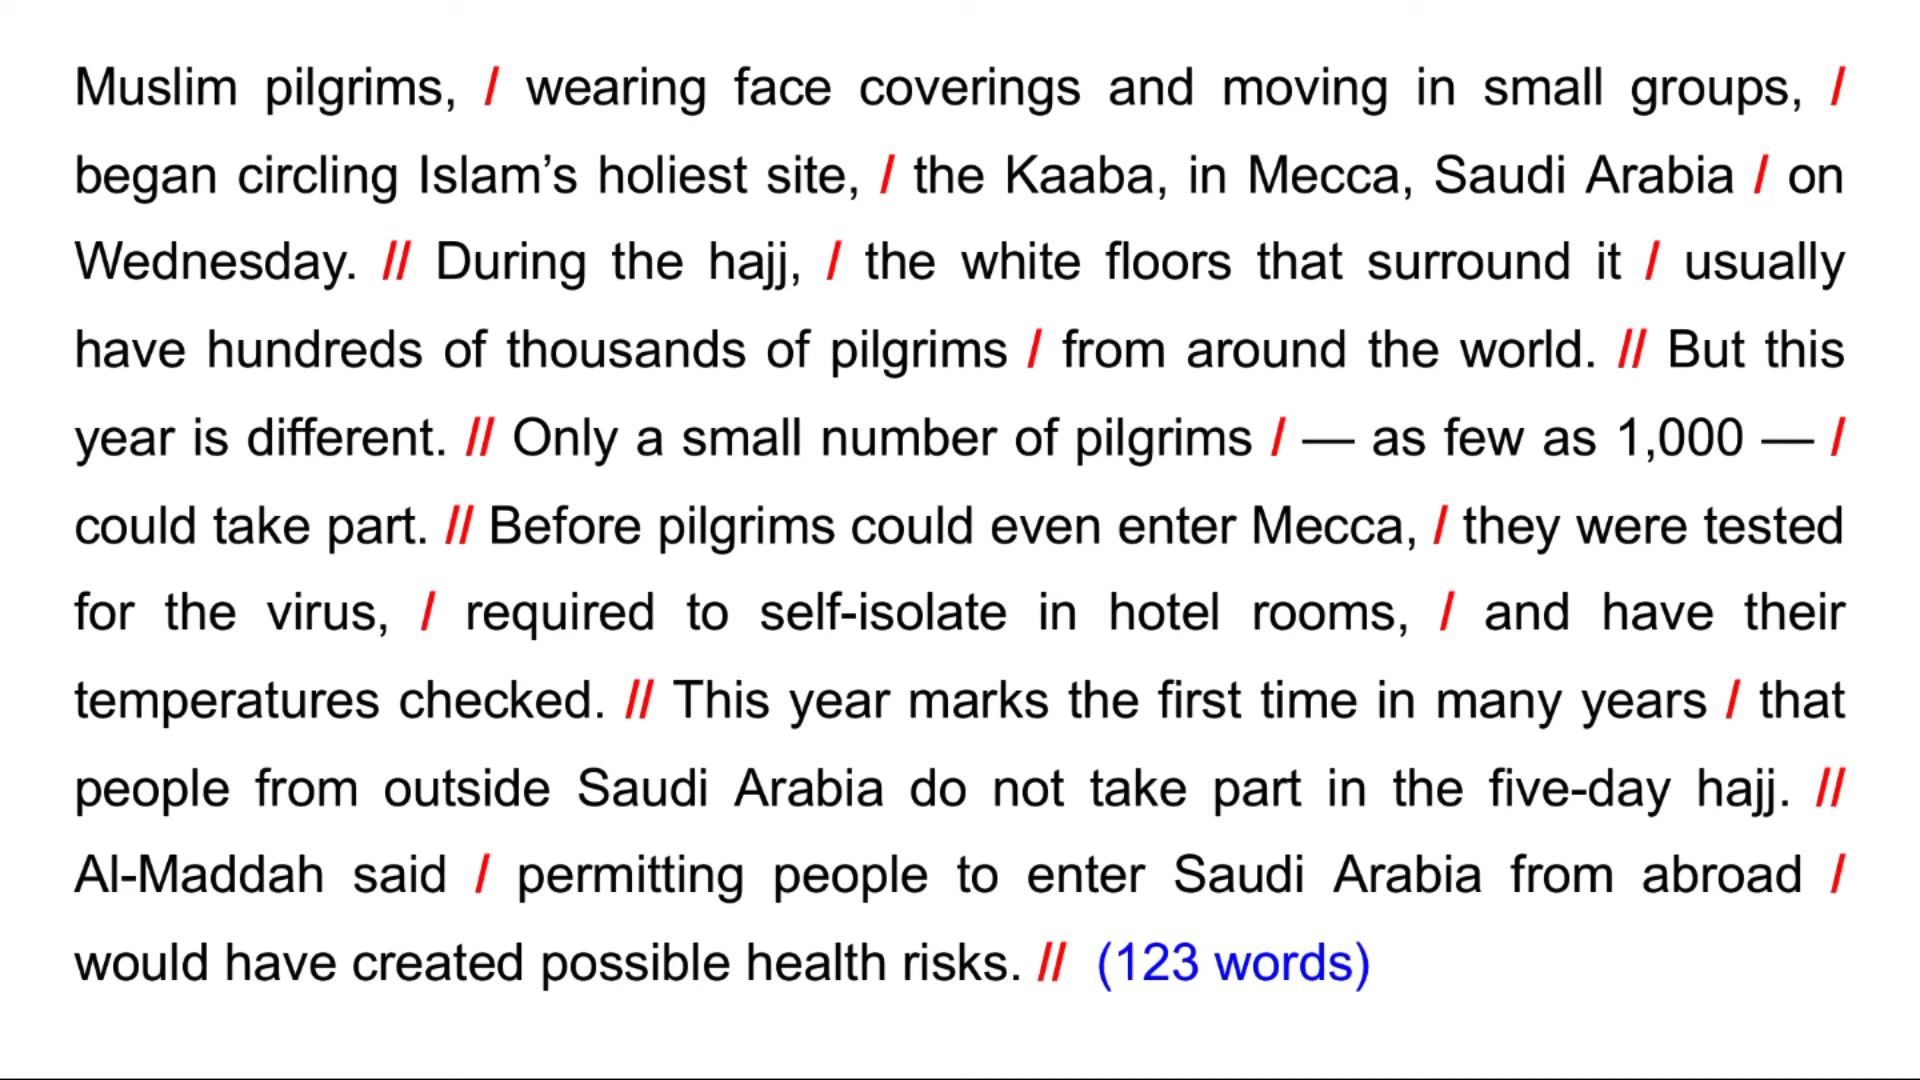 Muslim pilgrims, / wearing face coverings and moving in small groups, /
began circling Islam’s holiest site, / the Kaaba, in Mecca, Saudi Arabia / on
Wednesday. // During the hajj, / the white floors that surround it / usually
have hundreds of thousands of pilgrims / from around the world. // But this
year is different. // Only a small number of pilgrims / — as few as 1,000 — /
could take part. // Before pilgrims could even enter Mecca, / they were tested
for the virus, / required to self-isolate in hotel rooms, / and have their
temperatures checked. // This year marks the first time in many years / that
people from outside Saudi Arabia do not take part in the five-day hajj. //
Al-Maddah said / permitting people to enter Saudi Arabia from abroad /
would have created possible health risks. // (123 words)